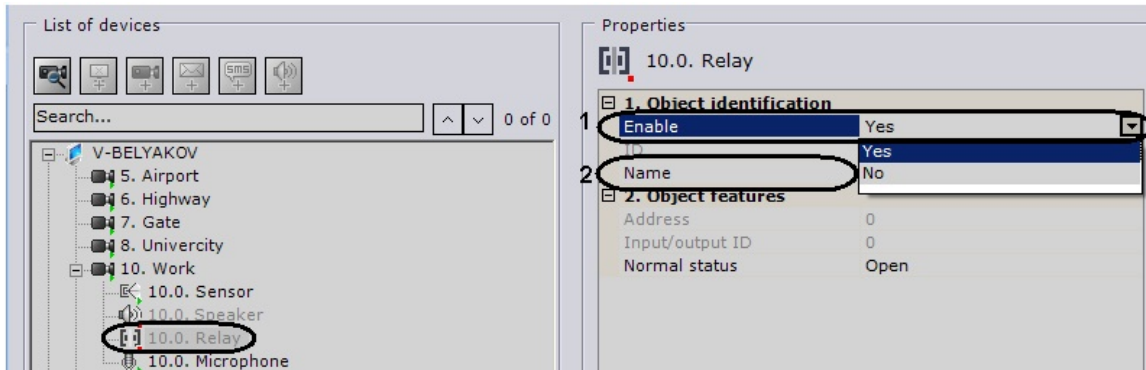 List of devices
sms
Search...
0 of 0
V-BELYAKOV
5. Airport
6. Highway
7. Gate
8. Univercity
10. Work
10.0. Sensor
10.0. Speaker
10.0. Relay
10.0. Microphone
Properties
10.0. Relay
1. Object identification
1
Enable Yes
ID Yes
2
Name No
2. Object features
Address 0
Input/output ID 0
Normal status Open